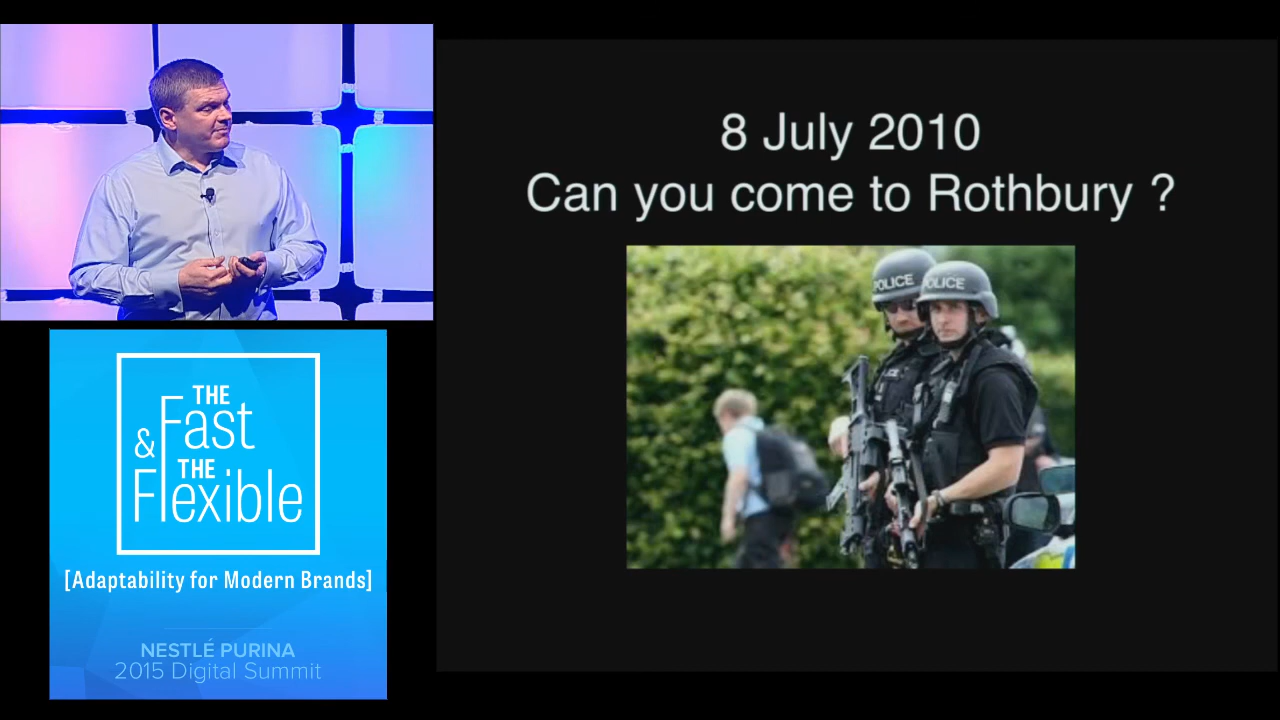 8 July 2010
Can you come to Rothbury ?
POLICE
POLICE
THE
& Fast
THE
Flexible
[Adaptability for Modern Brands]
NESTLÉ PURINA
2015 Digital Summit